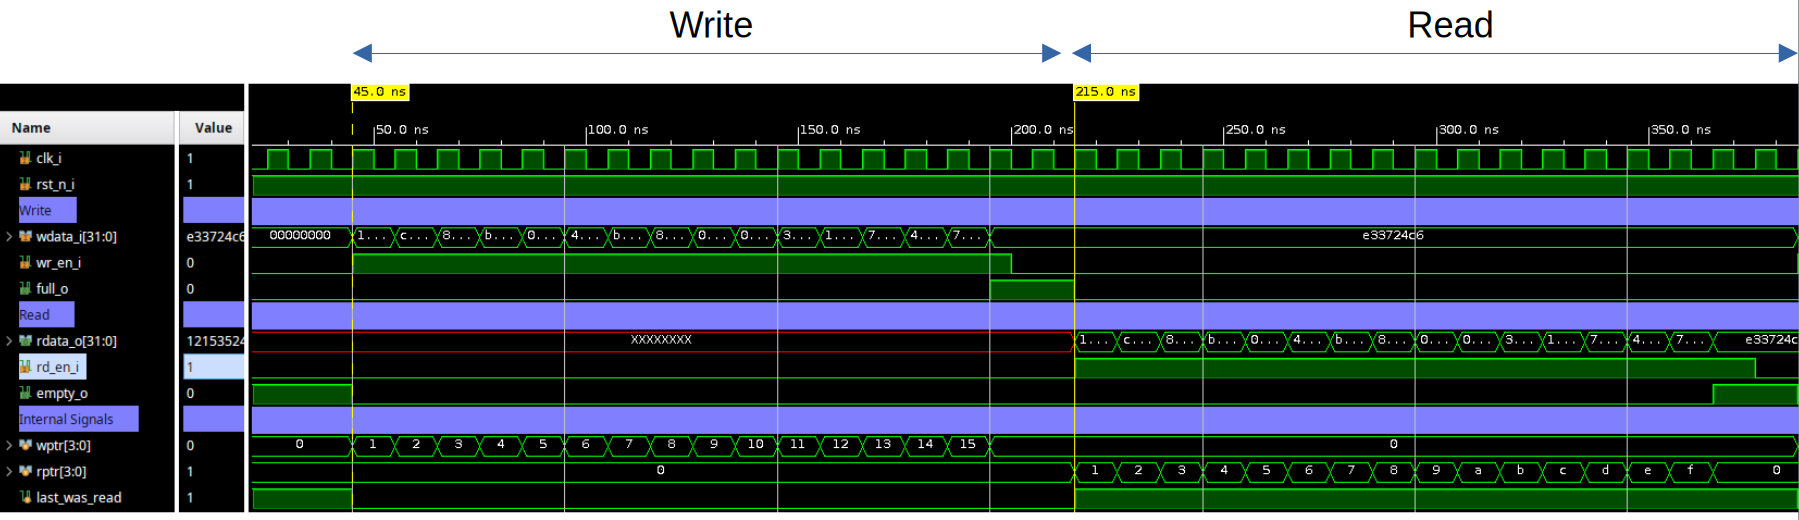 Write Read
45.0 ns 215.0 ns
Name Value 50.0 ns 100.0 ns 150.0 ns 200.0 ns 250.0 ns 300.0 ns 350.0 ns
clk_i 1
rst_n_i 1
Write
wdata_i[31:0] e33724c6 00000000 1... c... 8... b... 0... 4... b... 8... 0... 0... 3... 1... 7... 4... 7... e33724c6
wr_en_i 0
full_o 0
Read
rdata_o[31:0] 12153524 XXXXXXXX 1... c... 8... b... 0... 4... b... 8... 0... 0... 3... 1... 7... 4... 7... e33724c
rd_en_i 1
empty_o 0
Internal Signals
wptr[3:0] 0 0 1 2 3 4 5 6 7 8 9 10 11 12 13 14 15 0
rptr[3:0] 1 0 1 2 3 4 5 6 7 8 9 a b c d e f 0
last_was_read 1